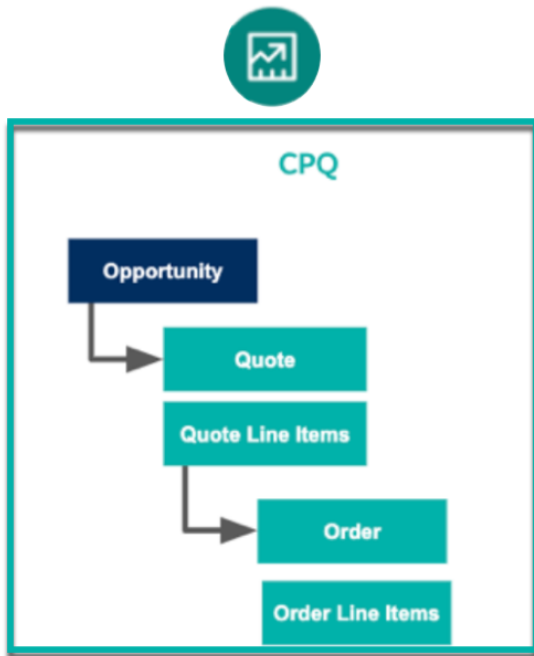 CPQ
Opportunity
Quote
Quote Line Items
Order
Order Line Items